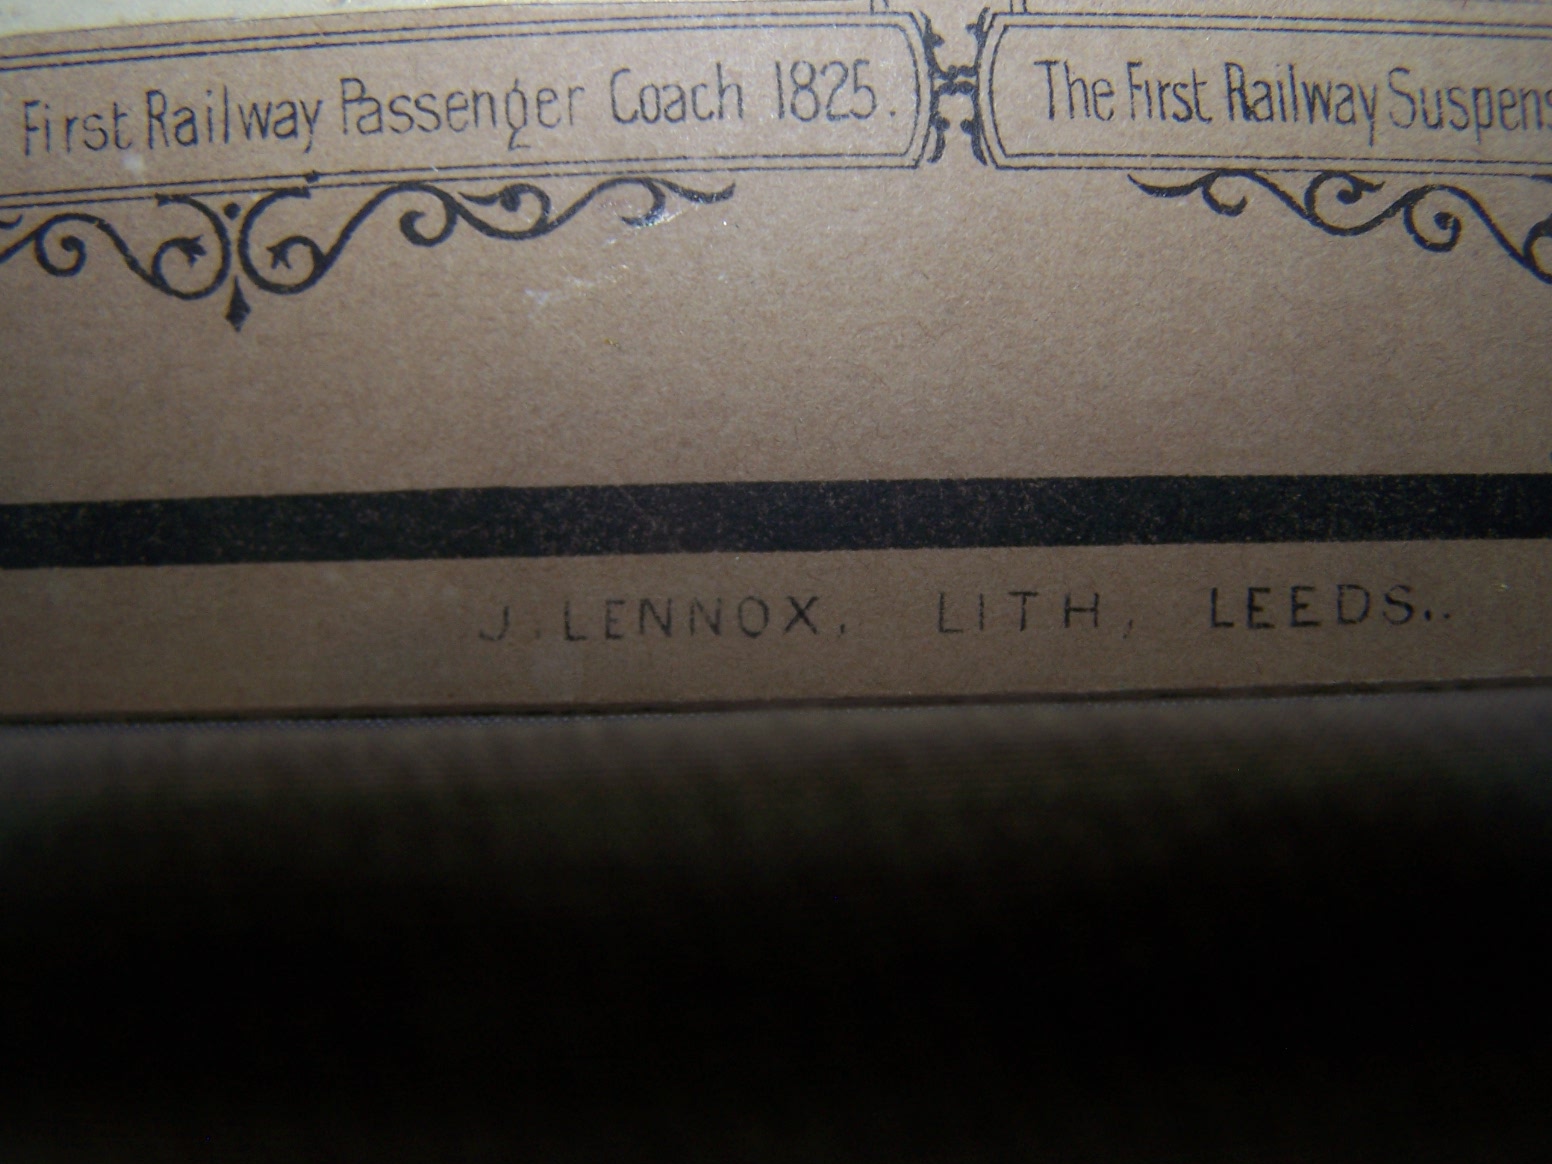 First Railway Passenger Coach 1825.
The First Railway Suspens
J. LENNOX, LITH, LEEDS..